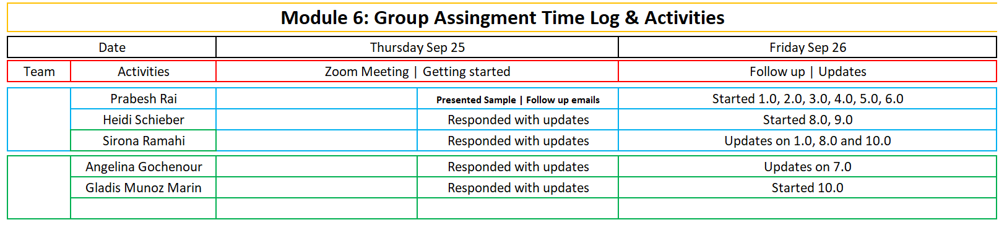 Module 6: Group Assingment Time Log & Activities
Date Thursday Sep 25 Friday Sep 26
Team Activities Zoom Meeting | Getting started Follow up | Updates
Prabesh Rai Presented Sample | Follow up emails Started 1.0, 2.0, 3.0, 4.0, 5.0, 6.0
Heidi Schieber Responded with updates Started 8.0, 9.0
Sirona Ramahi Responded with updates Updates on 1.0, 8.0 and 10.0
Angelina Gochenour Responded with updates Updates on 7.0
Gladis Munoz Marin Responded with updates Started 10.0